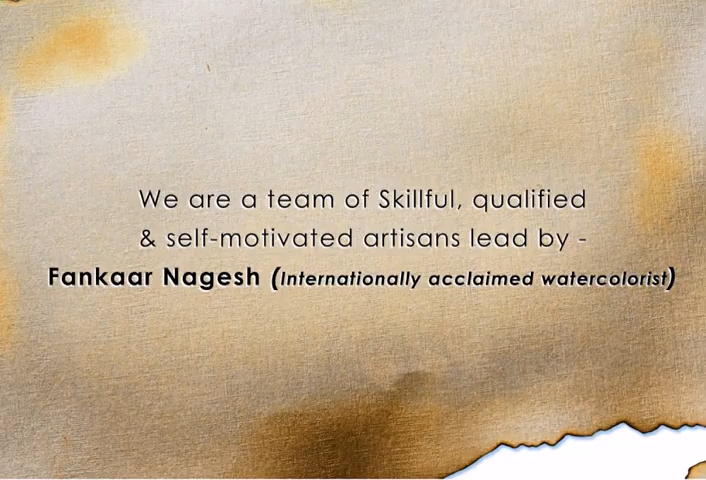 We are a team of Skillful, qualified
& self-motivated artisans lead by -
Fankaar Nagesh (Internationally acclaimed watercolorist)